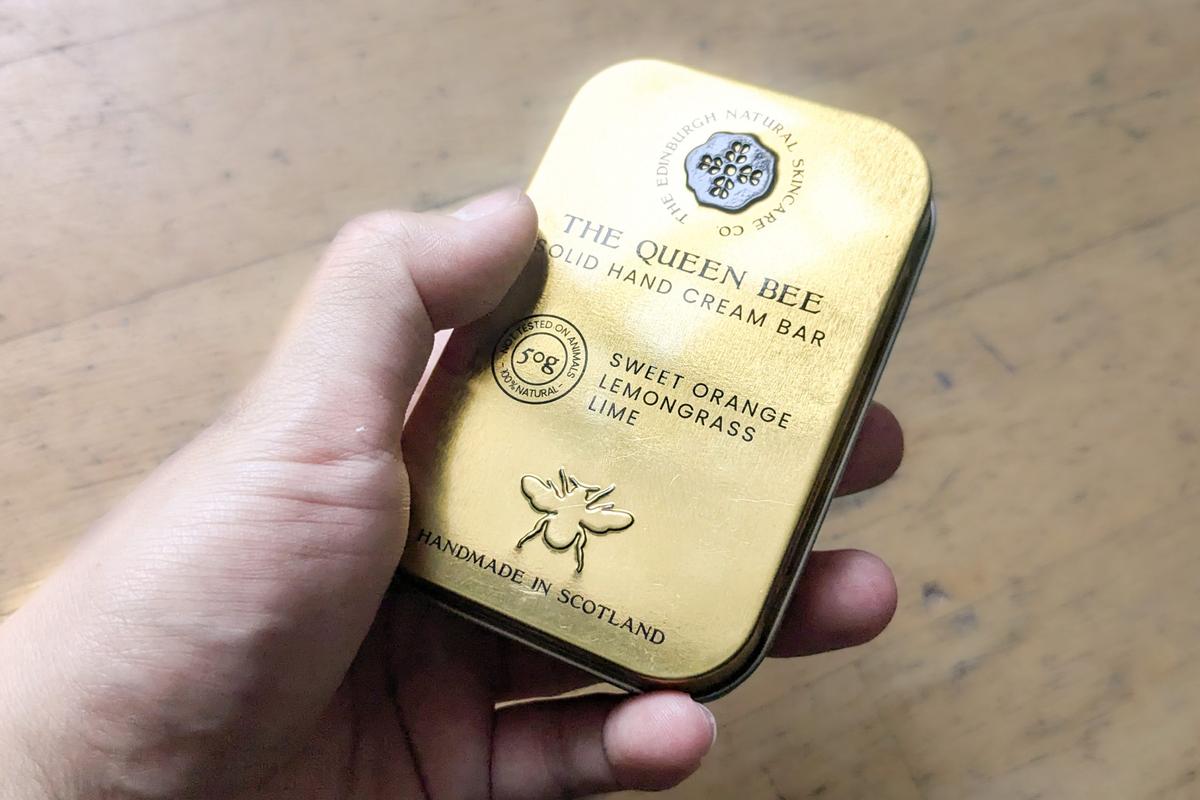 THE EDINBURGH NATURAL SKINCARE CO
THE QUEEN BEE
SOLID HAND CREAM BAR
NOT TESTED ON ANIMALS
50g
- 100% NATURAL -
SWEET ORANGE
LEMONGRASS
LIME
HANDMADE IN SCOTLAND